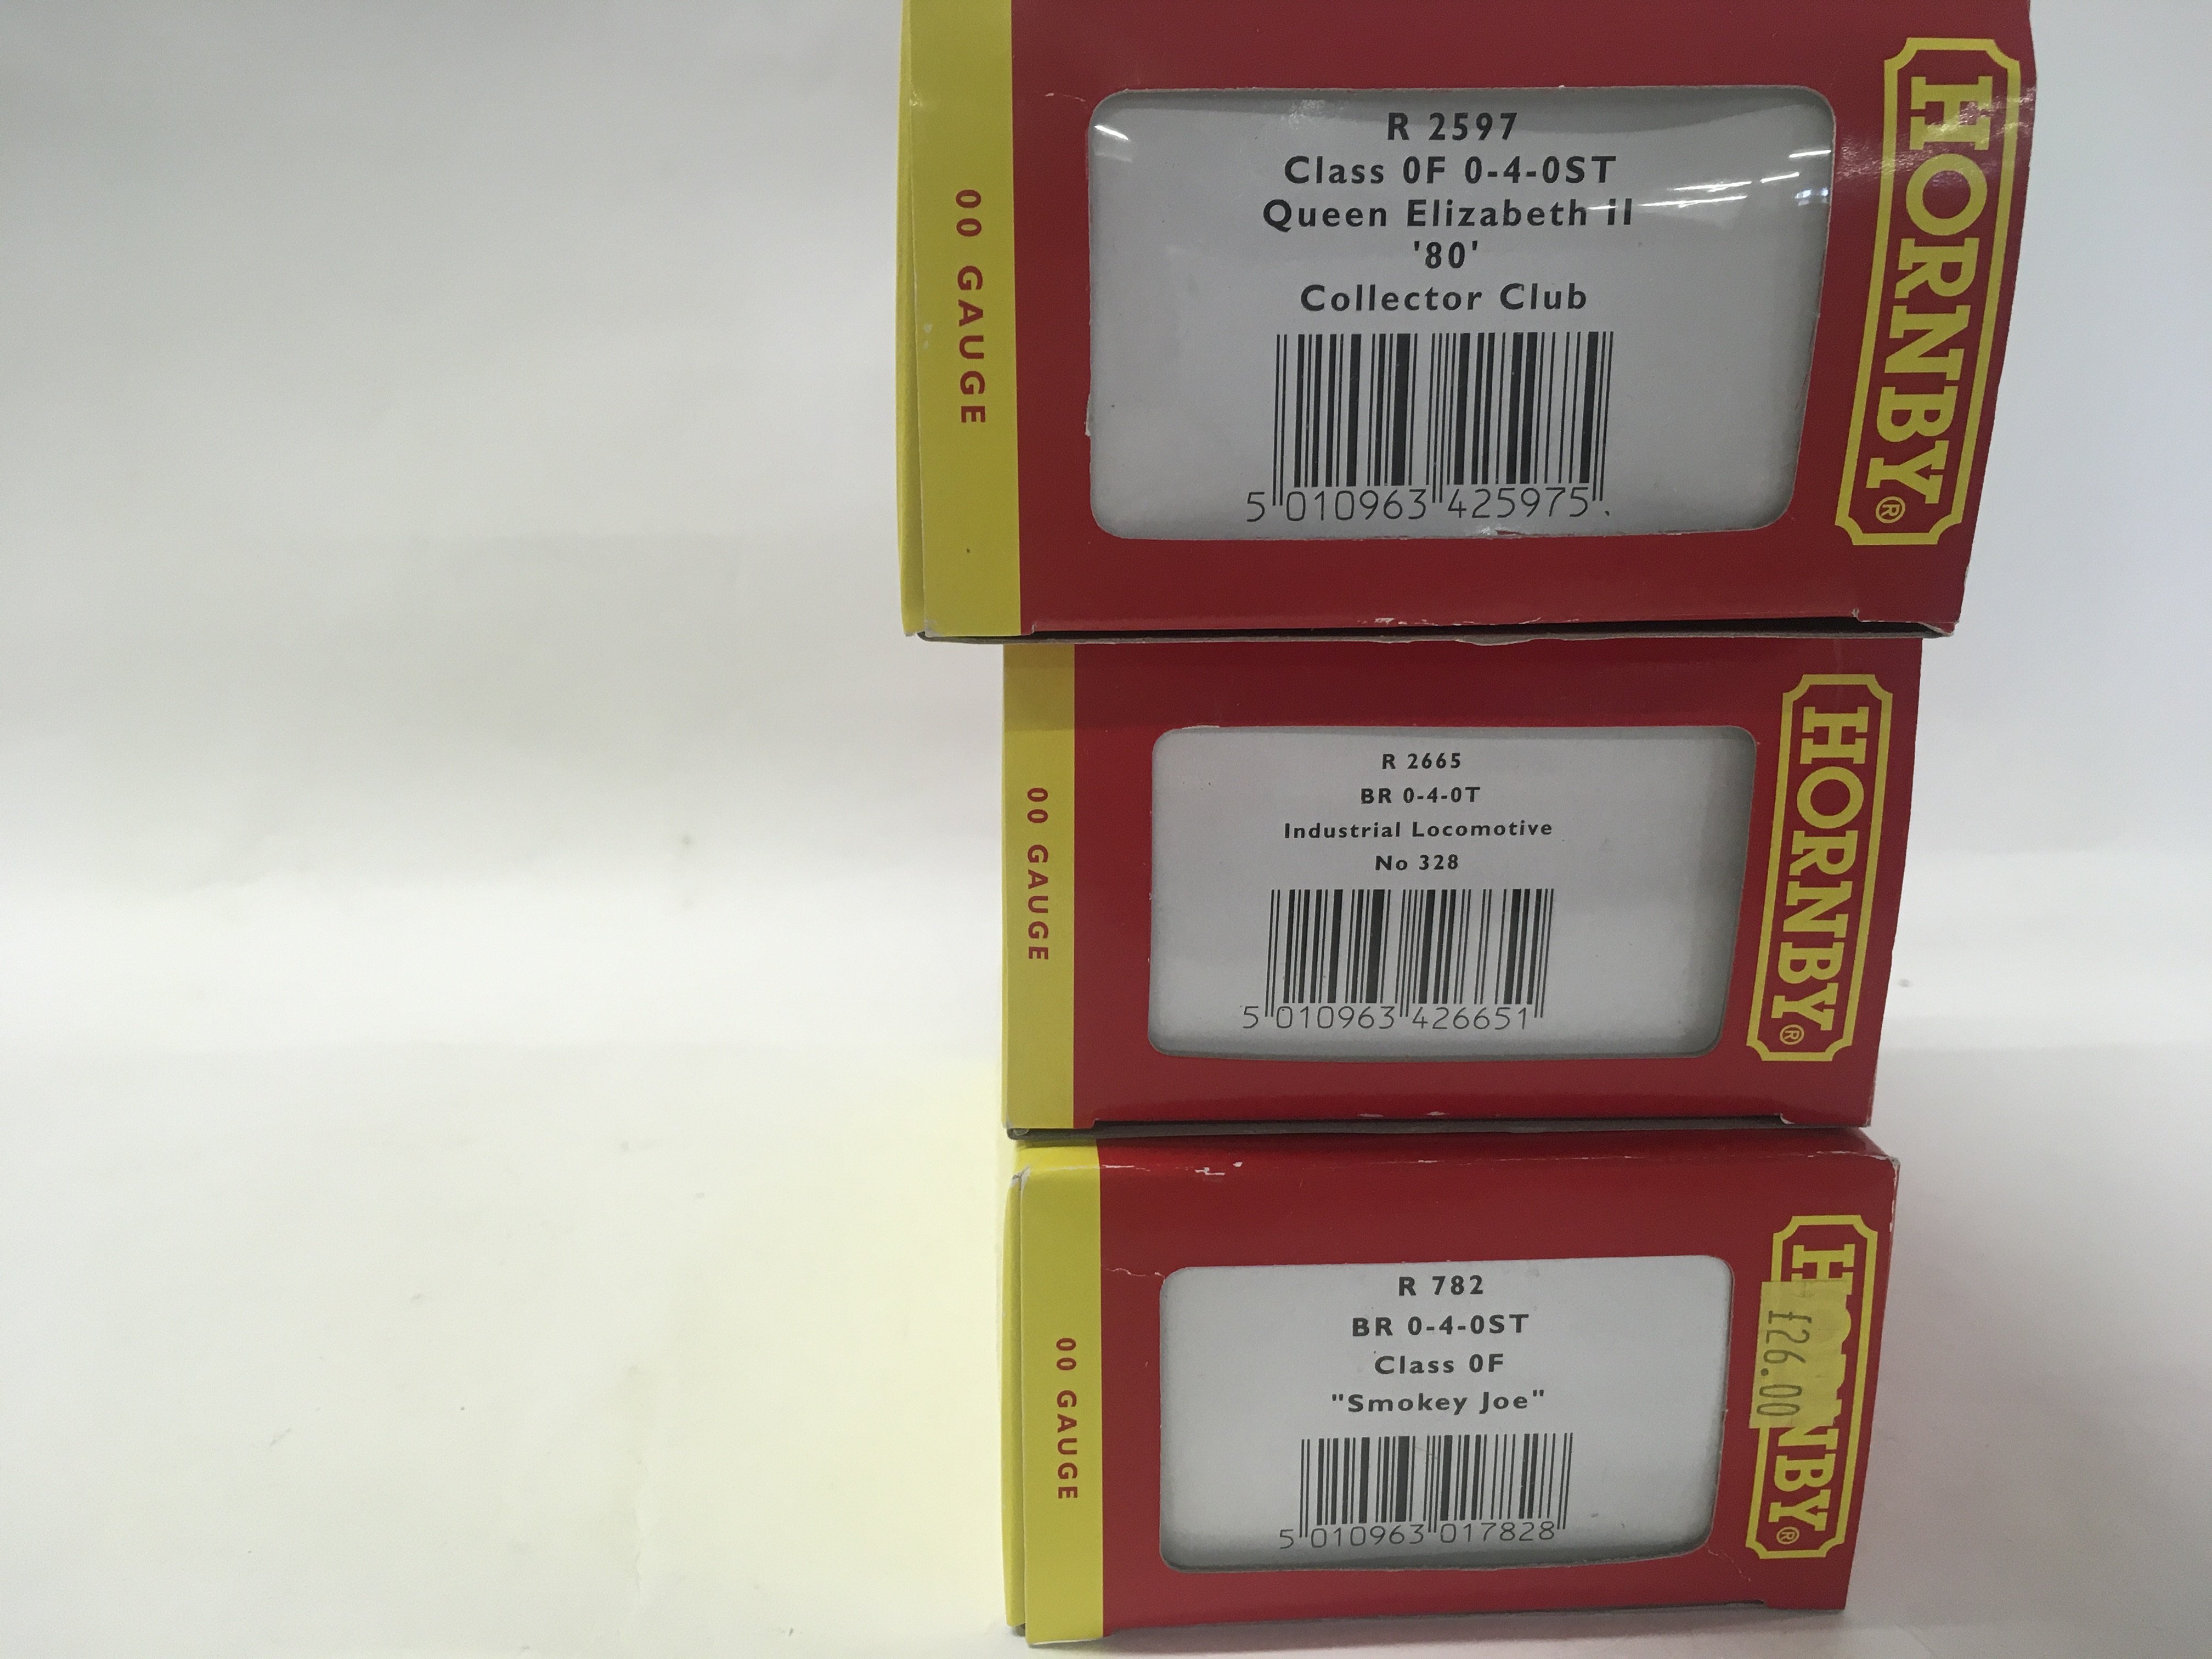 00 GAUGE
R 2597
Class 0F 0-4-0ST
Queen Elizabeth II
'80'
Collector Club
5 010963 425975 .
HORNBY®
00 GAUGE
R 2665
BR 0-4-0T
Industrial Locomotive
No 328
5 010963 426651
HORNBY®
00 GAUGE
R 782
BR 0-4-0ST
Class 0F
"Smokey Joe"
5 010963 017828
HORNBY®
£26.00